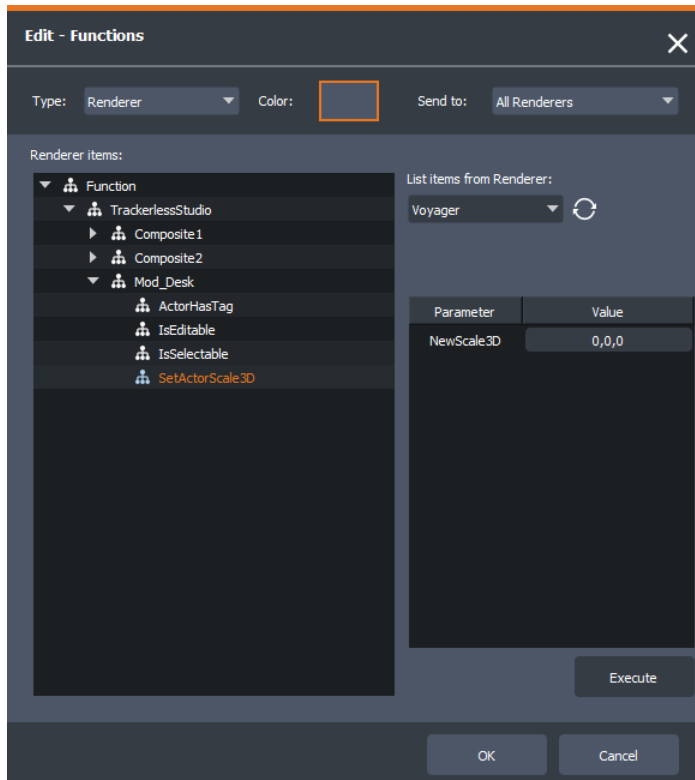 Edit - Functions
Type: Renderer Color: Send to: All Renderers
Renderer items:
Function
TrackerlessStudio
Composite1
Composite2
Mod_Desk
ActorHasTag
IsEditable
IsSelectable
SetActorScale3D
List items from Renderer:
Voyager
Parameter Value
NewScale3D 0,0,0
Execute
OK Cancel